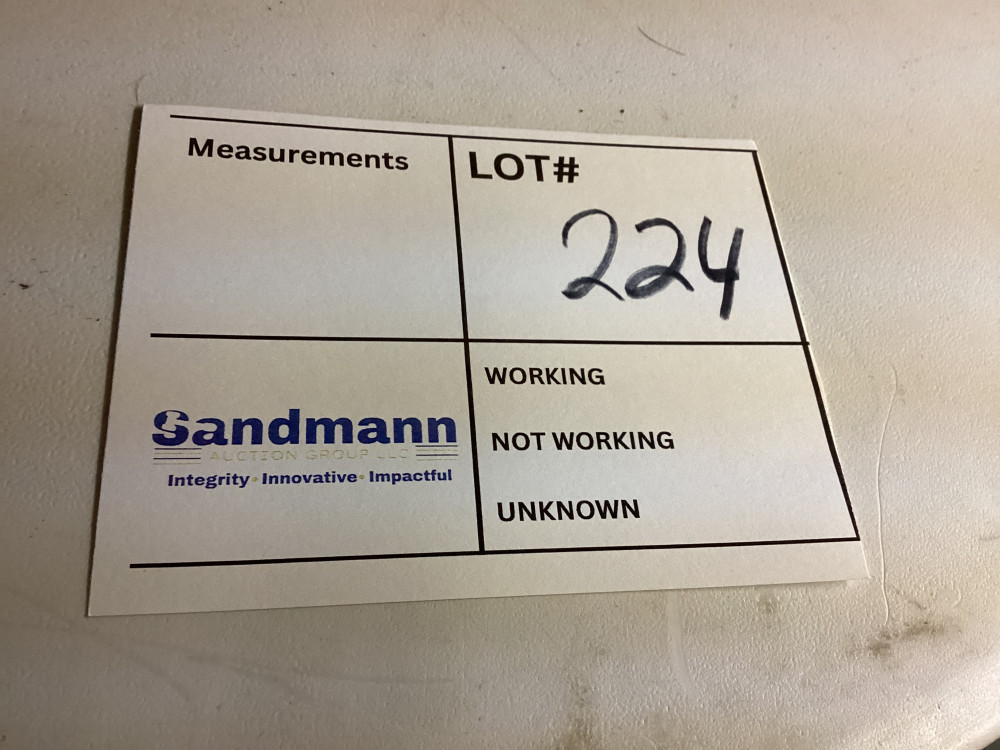 Measurements
LOT#
224
Sandmann
AUCTION GROUP LLC
Integrity • Innovative • Impactful
WORKING
NOT WORKING
UNKNOWN